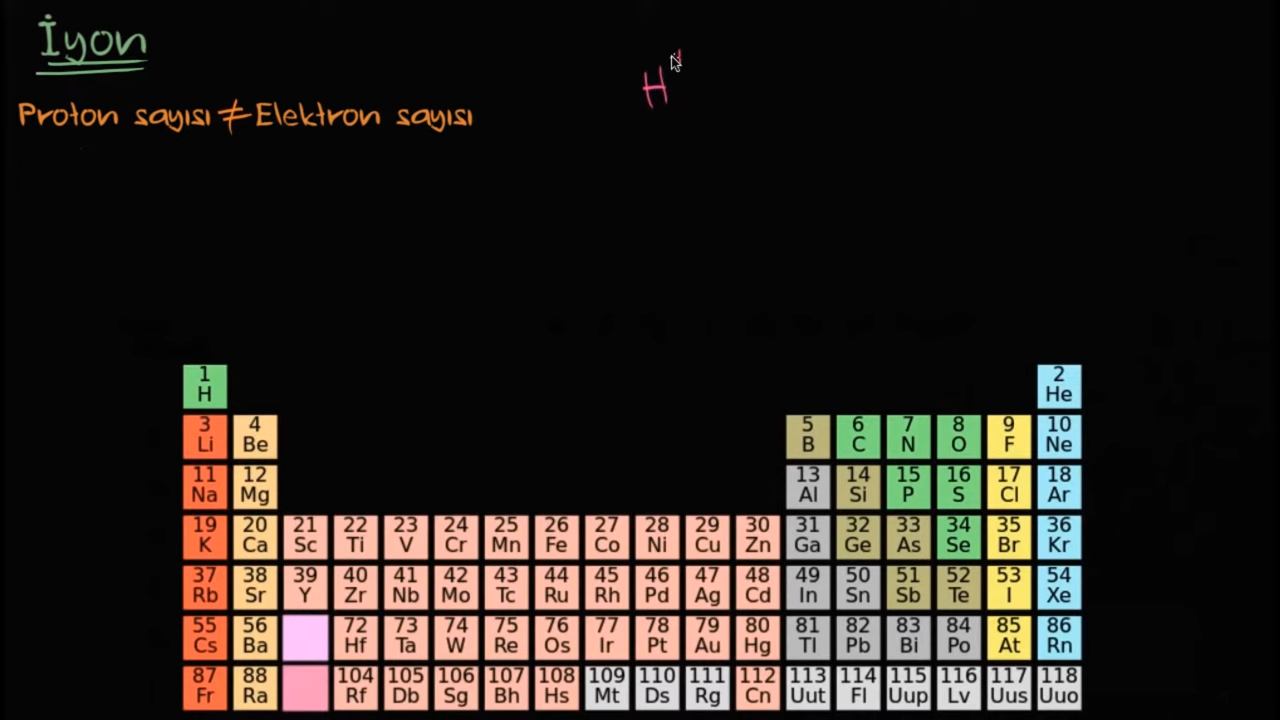 İyon
H
Proton sayısı ≠ Elektron sayısı
1 2
H He
3 4 5 6 7 8 9 10
Li Be B C N O F Ne
11 12 13 14 15 16 17 18
Na Mg Al Si P S Cl Ar
19 20 21 22 23 24 25 26 27 28 29 30 31 32 33 34 35 36
K Ca Sc Ti V Cr Mn Fe Co Ni Cu Zn Ga Ge As Se Br Kr
37 38 39 40 41 42 43 44 45 46 47 48 49 50 51 52 53 54
Rb Sr Y Zr Nb Mo Tc Ru Rh Pd Ag Cd In Sn Sb Te I Xe
55 56 72 73 74 75 76 77 78 79 80 81 82 83 84 85 86
Cs Ba Hf Ta W Re Os Ir Pt Au Hg Tl Pb Bi Po At Rn
87 88 104 105 106 107 108 109 110 111 112 113 114 115 116 117 118
Fr Ra Rf Db Sg Bh Hs Mt Ds Rg Cn Uut Fl Uup Lv Uus Uuo